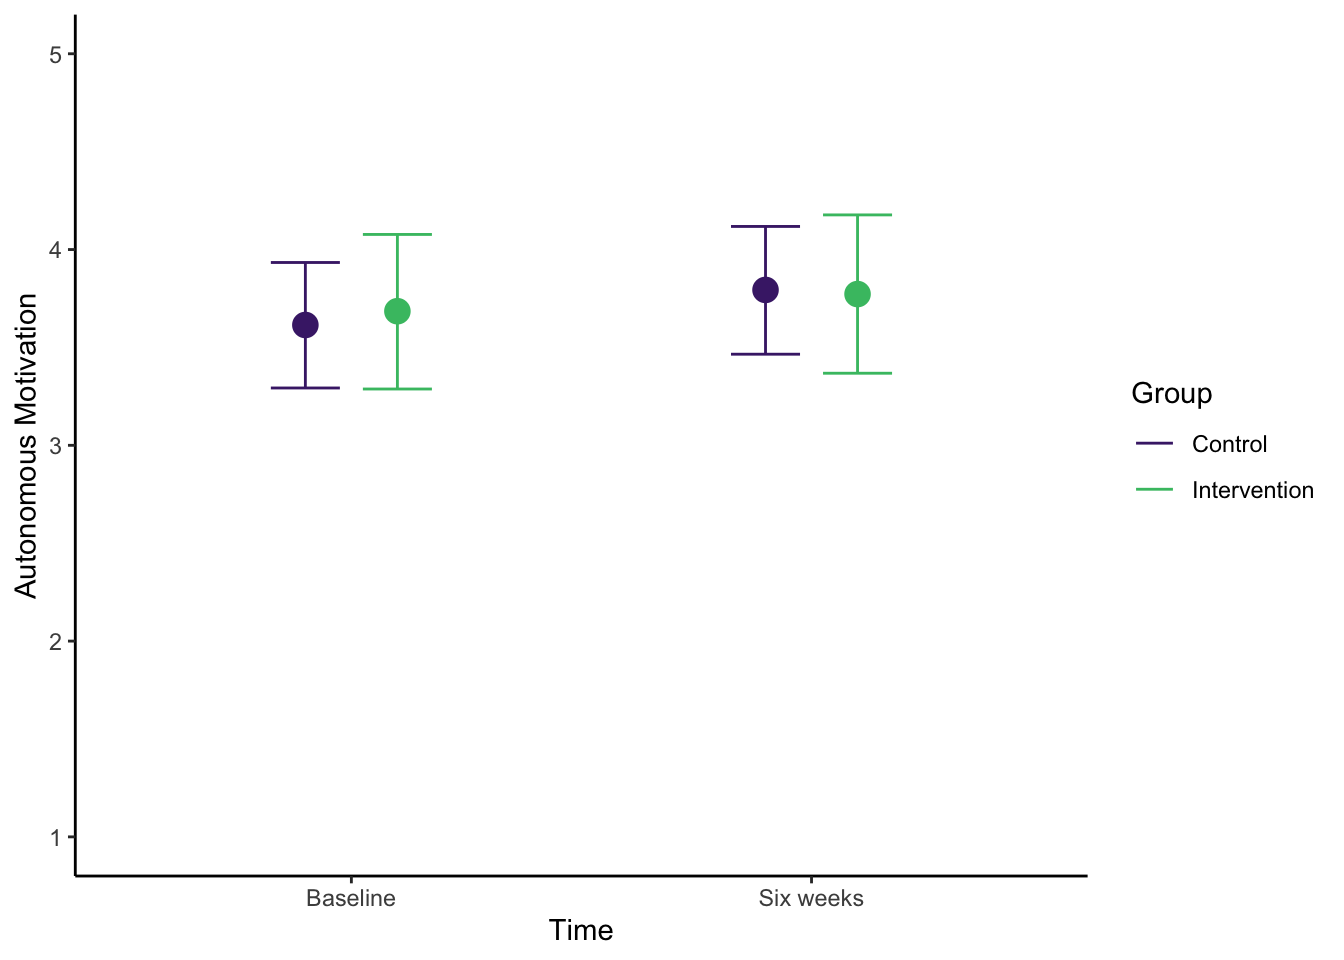 5
4
3
2
1
Autonomous Motivation
Baseline
Six weeks
Time
Group
Control
Intervention